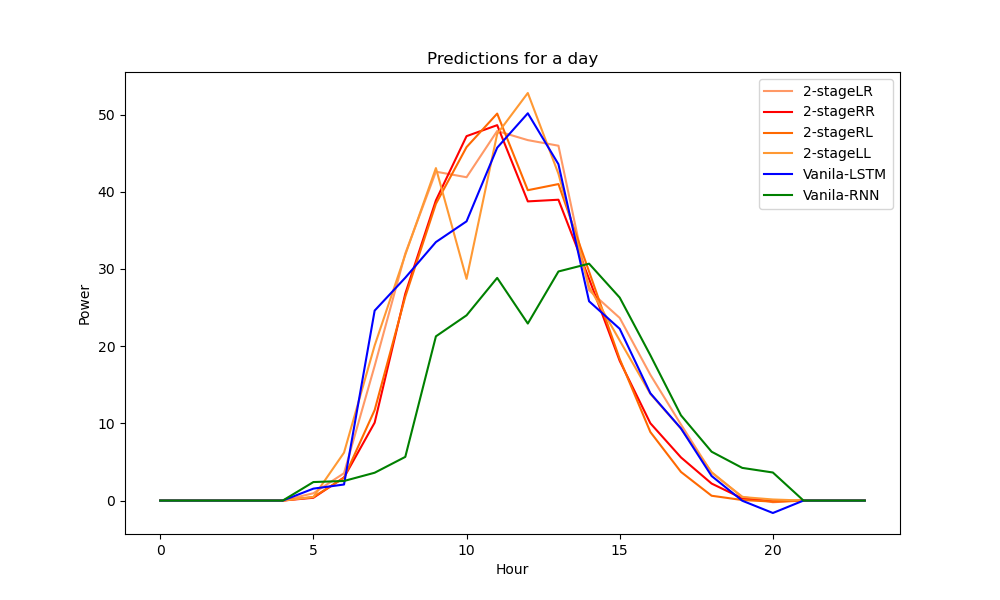 Predictions for a day
2-stageLR
2-stageRR
2-stageRL
2-stageLL
Vanila-LSTM
Vanila-RNN
50
40
30
20
10
0
Power
0 5 10 15 20
Hour